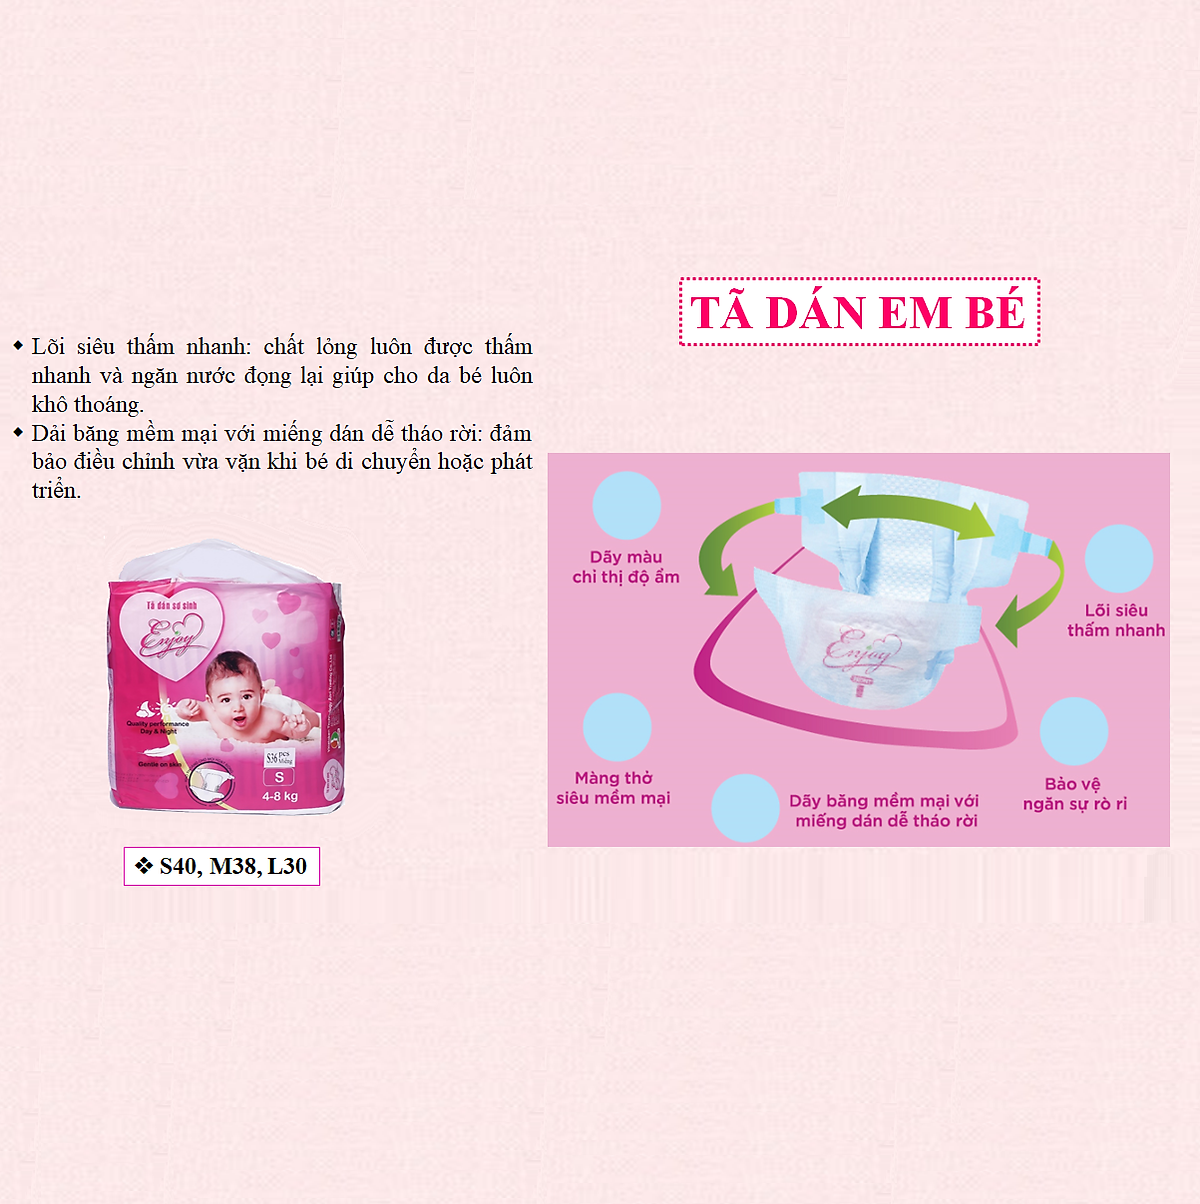 TÃ DÁN EM BÉ
Lõi siêu thấm nhanh: chất lỏng luôn được thấm
nhanh và ngăn nước đọng lại giúp cho da bé luôn
khô thoáng.
Dải băng mềm mại với miếng dán dễ tháo rời: đảm
bảo điều chỉnh vừa vặn khi bé di chuyển hoặc phát
triển.
Tã dán sơ sinh
Enjoy
Quality performance
Day & Night
Gentle on skin
S36 pcs
Miếng
S
4-8 kg
❖ S40, M38, L30
Dãy màu
chỉ thị độ ẩm
Lõi siêu
thấm nhanh
Enjoy
Màng thở
siêu mềm mại
Dãy băng mềm mại với
miếng dán dễ tháo rời
Bảo vệ
ngăn sự rò rỉ